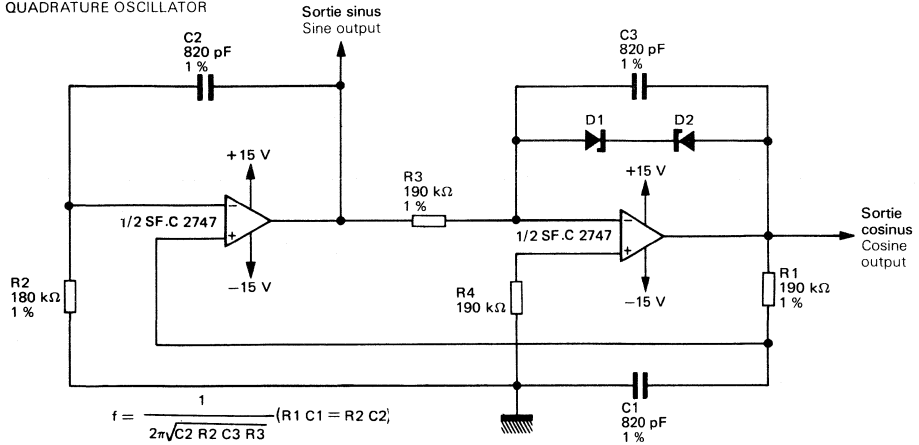 QUADRATURE OSCILLATOR
Sortie sinus
Sine output
C2
820 pF
1 %
C3
820 pF
1 %
D1
D2
+15 V
+15 V
R3
190 kΩ
1 %
−
+
1/2 SF.C 2747
−
+
1/2 SF.C 2747
Sortie
cosinus
Cosine
output
−15 V
−15 V
R2
180 kΩ
1 %
R4
190 kΩ
R1
190 kΩ
1 %
C1
820 pF
1 %
f = 1 / 2π√C2 R2 C3 R3 (R1 C1 = R2 C2)